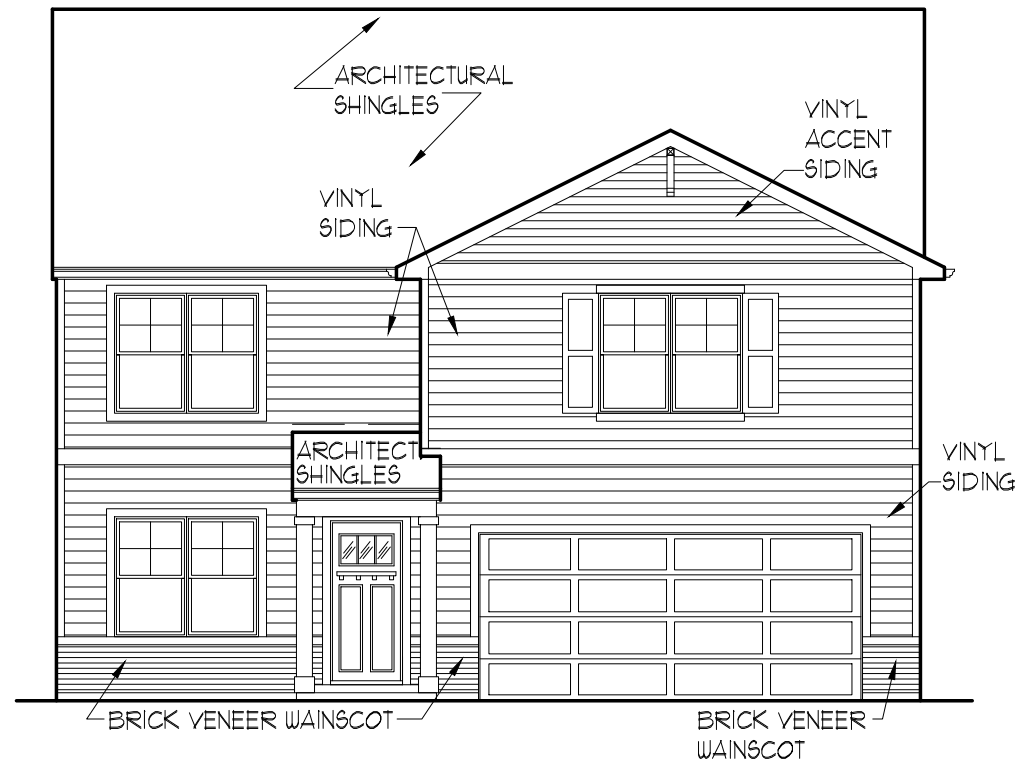 ARCHITECTURAL
SHINGLES
VINYL
ACCENT
SIDING
VINYL
SIDING
ARCHITECT
SHINGLES
VINYL
SIDING
BRICK VENEER WAINSCOT
BRICK VENEER
WAINSCOT